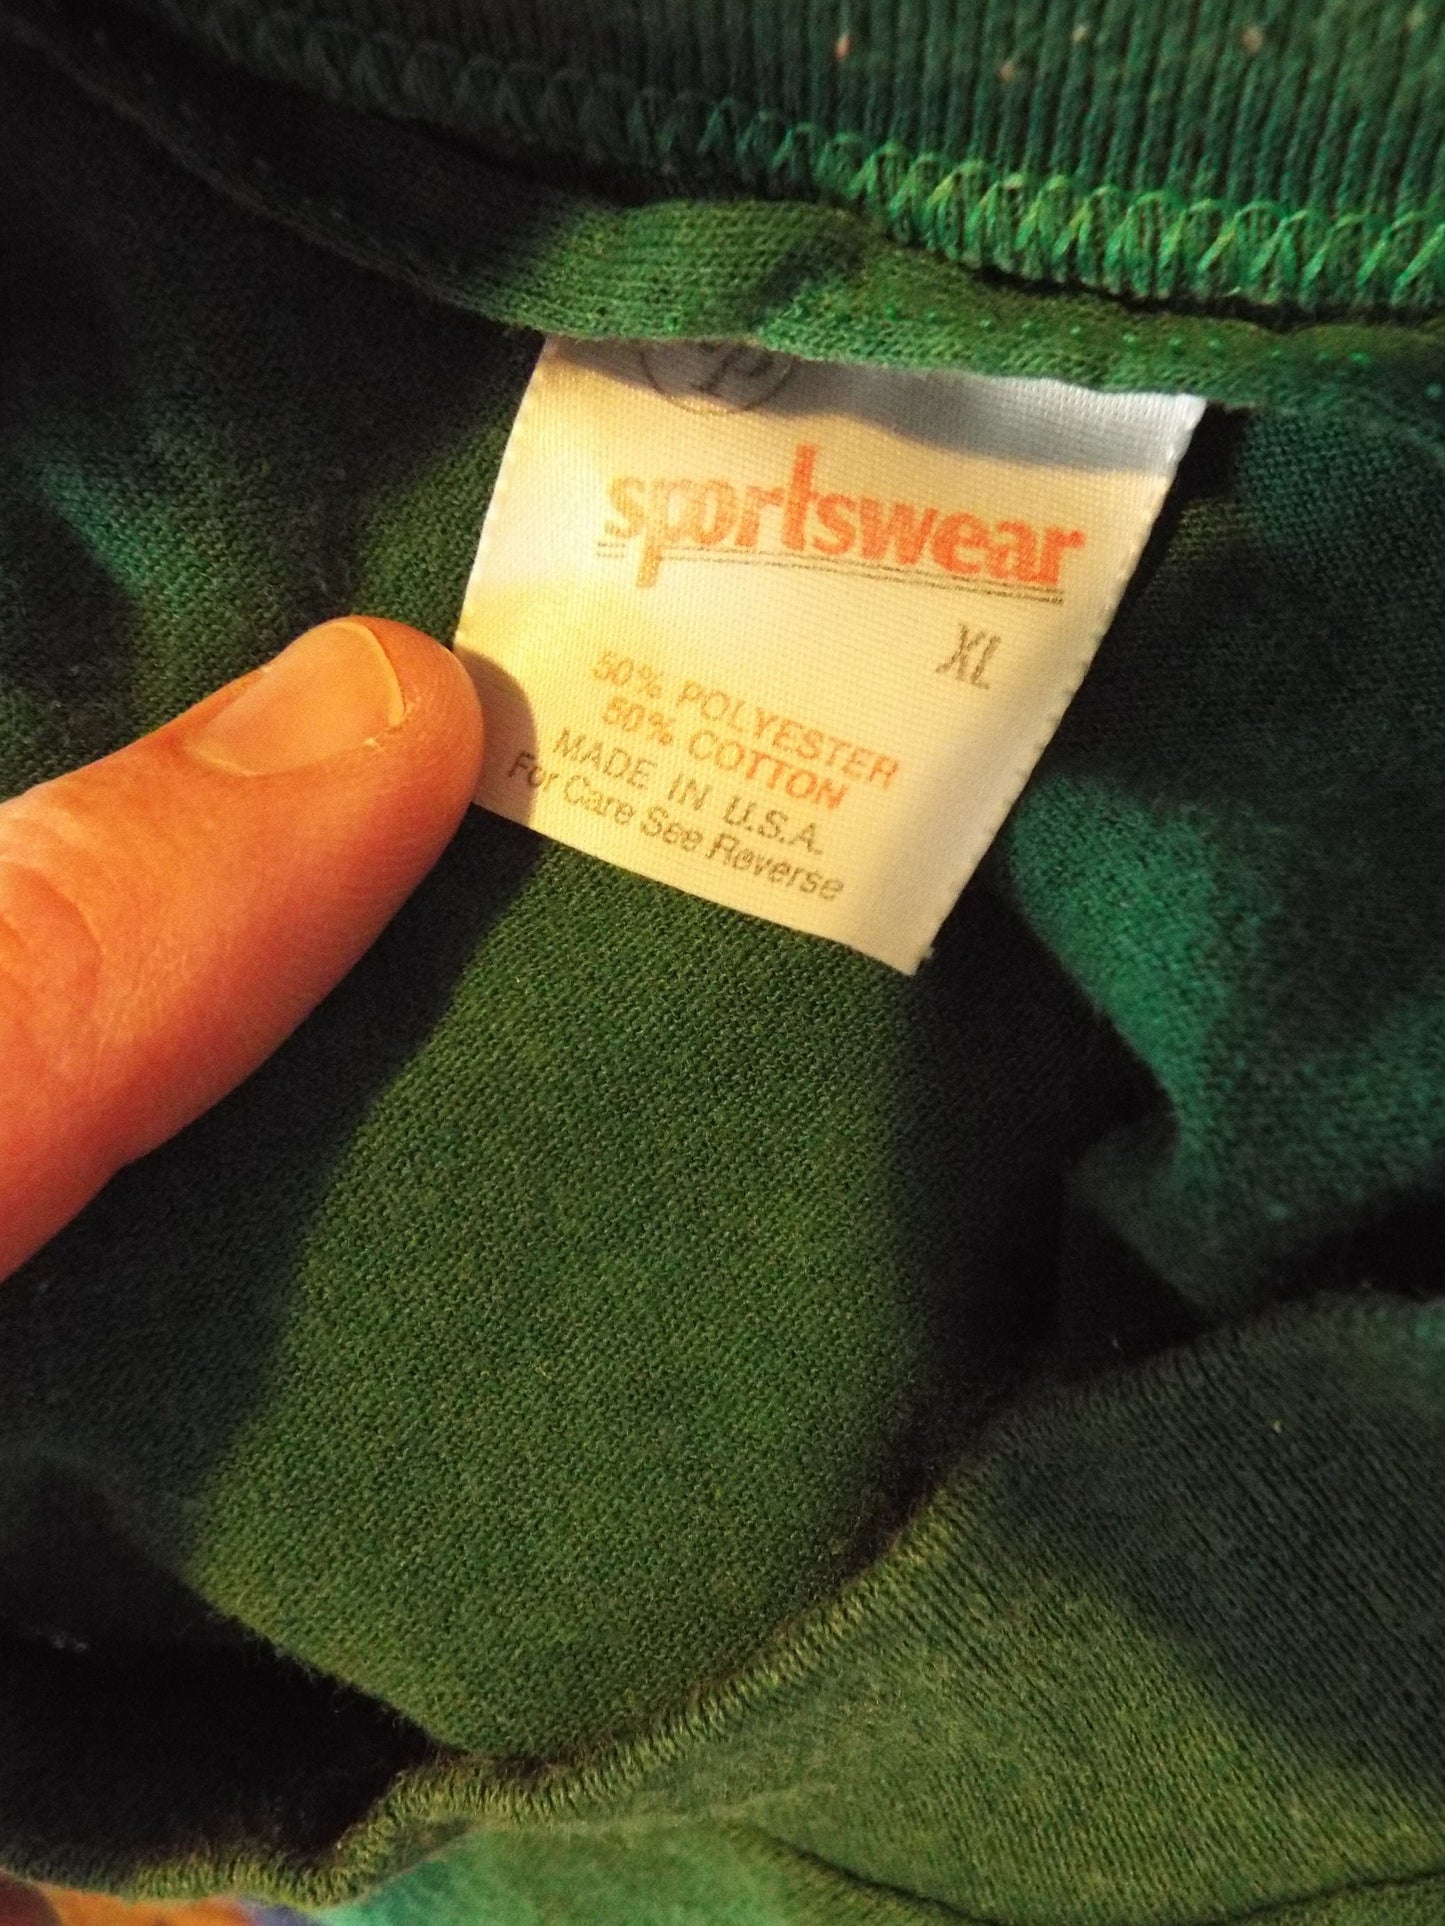 sportswear
XL
50% POLYESTER
50% COTTON
MADE IN U.S.A.
For Care See Reverse